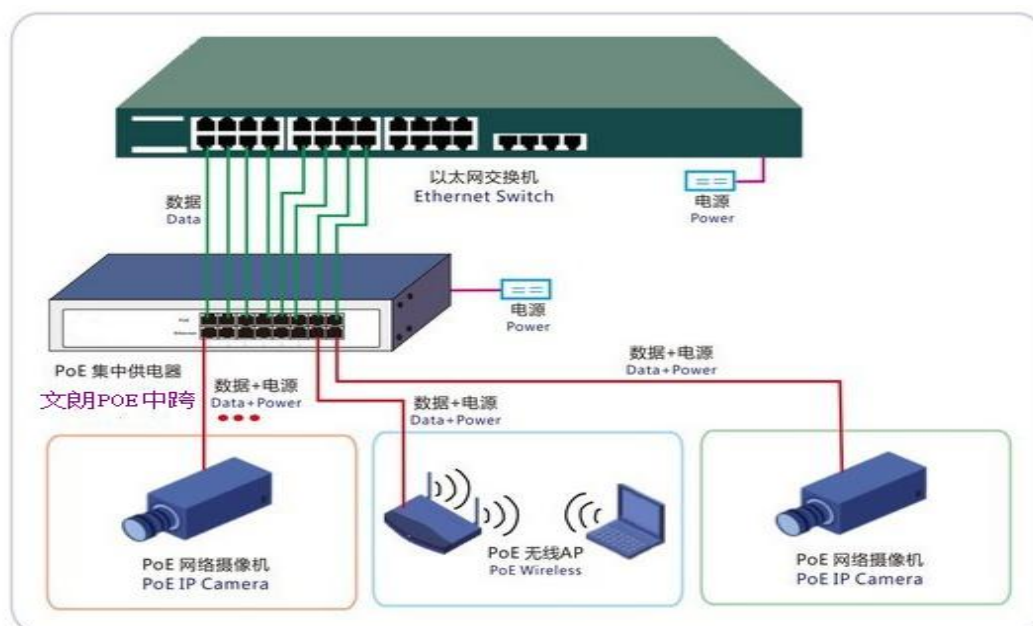 以太网交换机
Ethernet Switch
电源
Power
数据
Data
电源
Power
PoE
Ethernet
PoE 集中供电器
文朗POE中跨
数据+电源
Data+Power
数据+电源
Data+Power
数据+电源
Data+Power
PoE 网络摄像机
PoE IP Camera
PoE 无线AP
PoE Wireless
PoE 网络摄像机
PoE IP Camera